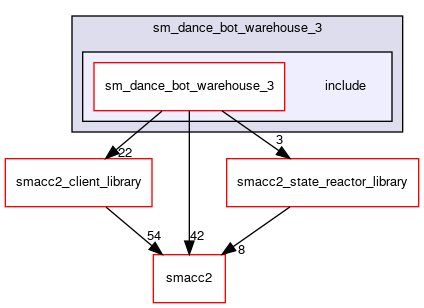 sm_dance_bot_warehouse_3
sm_dance_bot_warehouse_3
include
22
3
smacc2_client_library
smacc2_state_reactor_library
54
42
8
smacc2